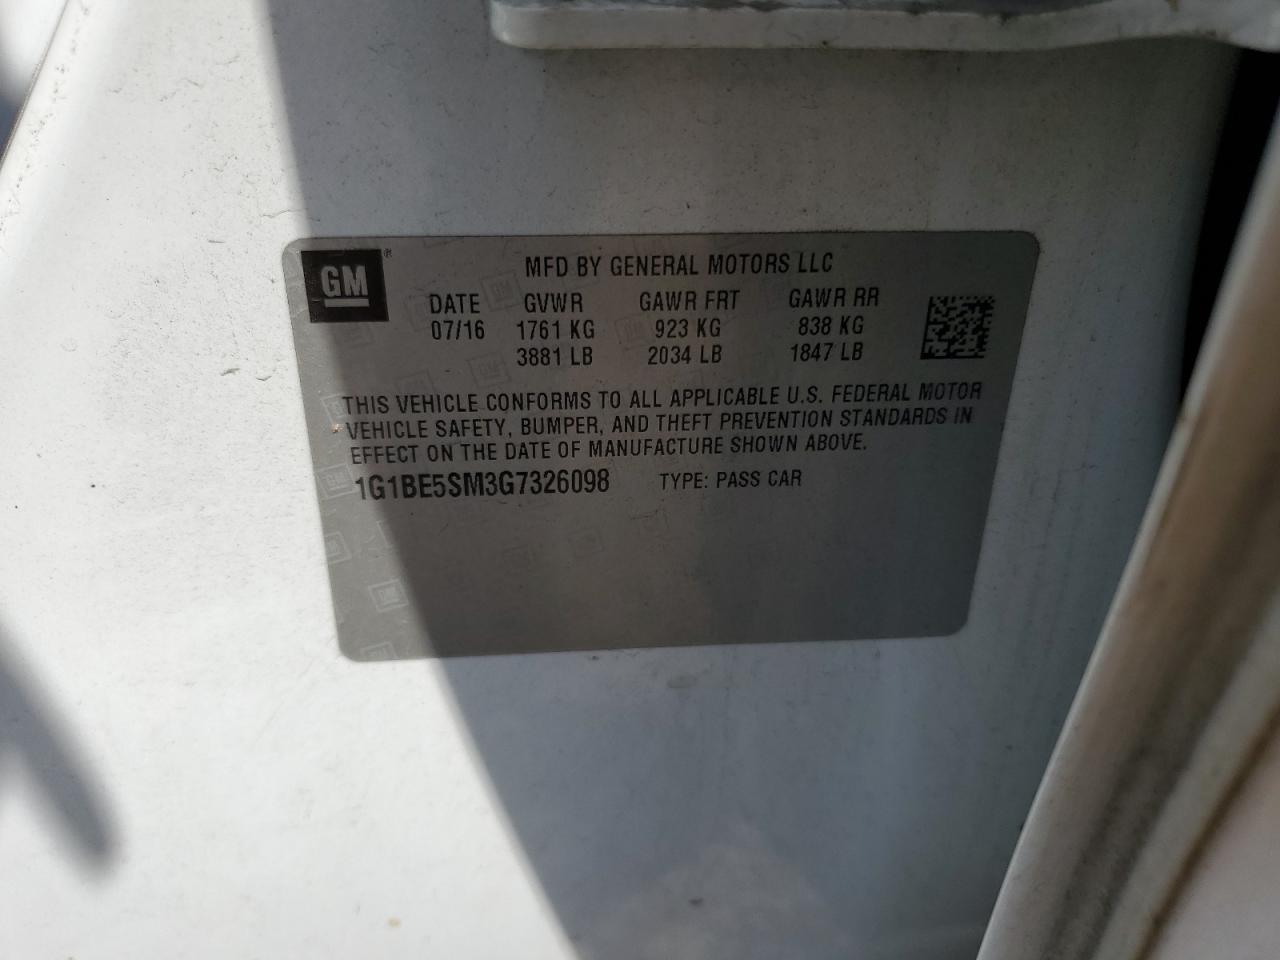 GM ®
MFD BY GENERAL MOTORS LLC
DATE GVWR GAWR FRT GAWR RR
07/16 1761 KG 923 KG 838 KG
3881 LB 2034 LB 1847 LB
THIS VEHICLE CONFORMS TO ALL APPLICABLE U.S. FEDERAL MOTOR
VEHICLE SAFETY, BUMPER, AND THEFT PREVENTION STANDARDS IN
EFFECT ON THE DATE OF MANUFACTURE SHOWN ABOVE.
1G1BE5SM3G7326098 TYPE: PASS CAR